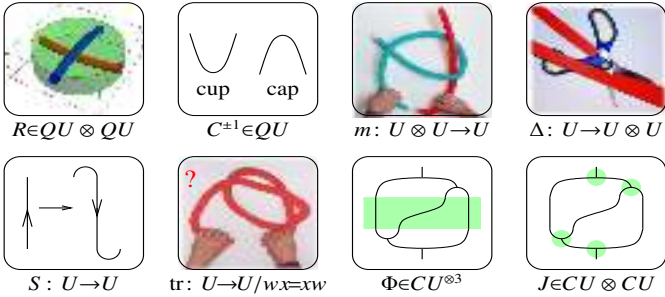 cup cap
R∈QU ⊗ QU
C^{±1}∈QU
m: U ⊗ U→U
Δ: U→U ⊗ U
?
S: U→U
tr: U→U/wx=xw
Φ∈CU^{⊗3}
J∈CU ⊗ CU